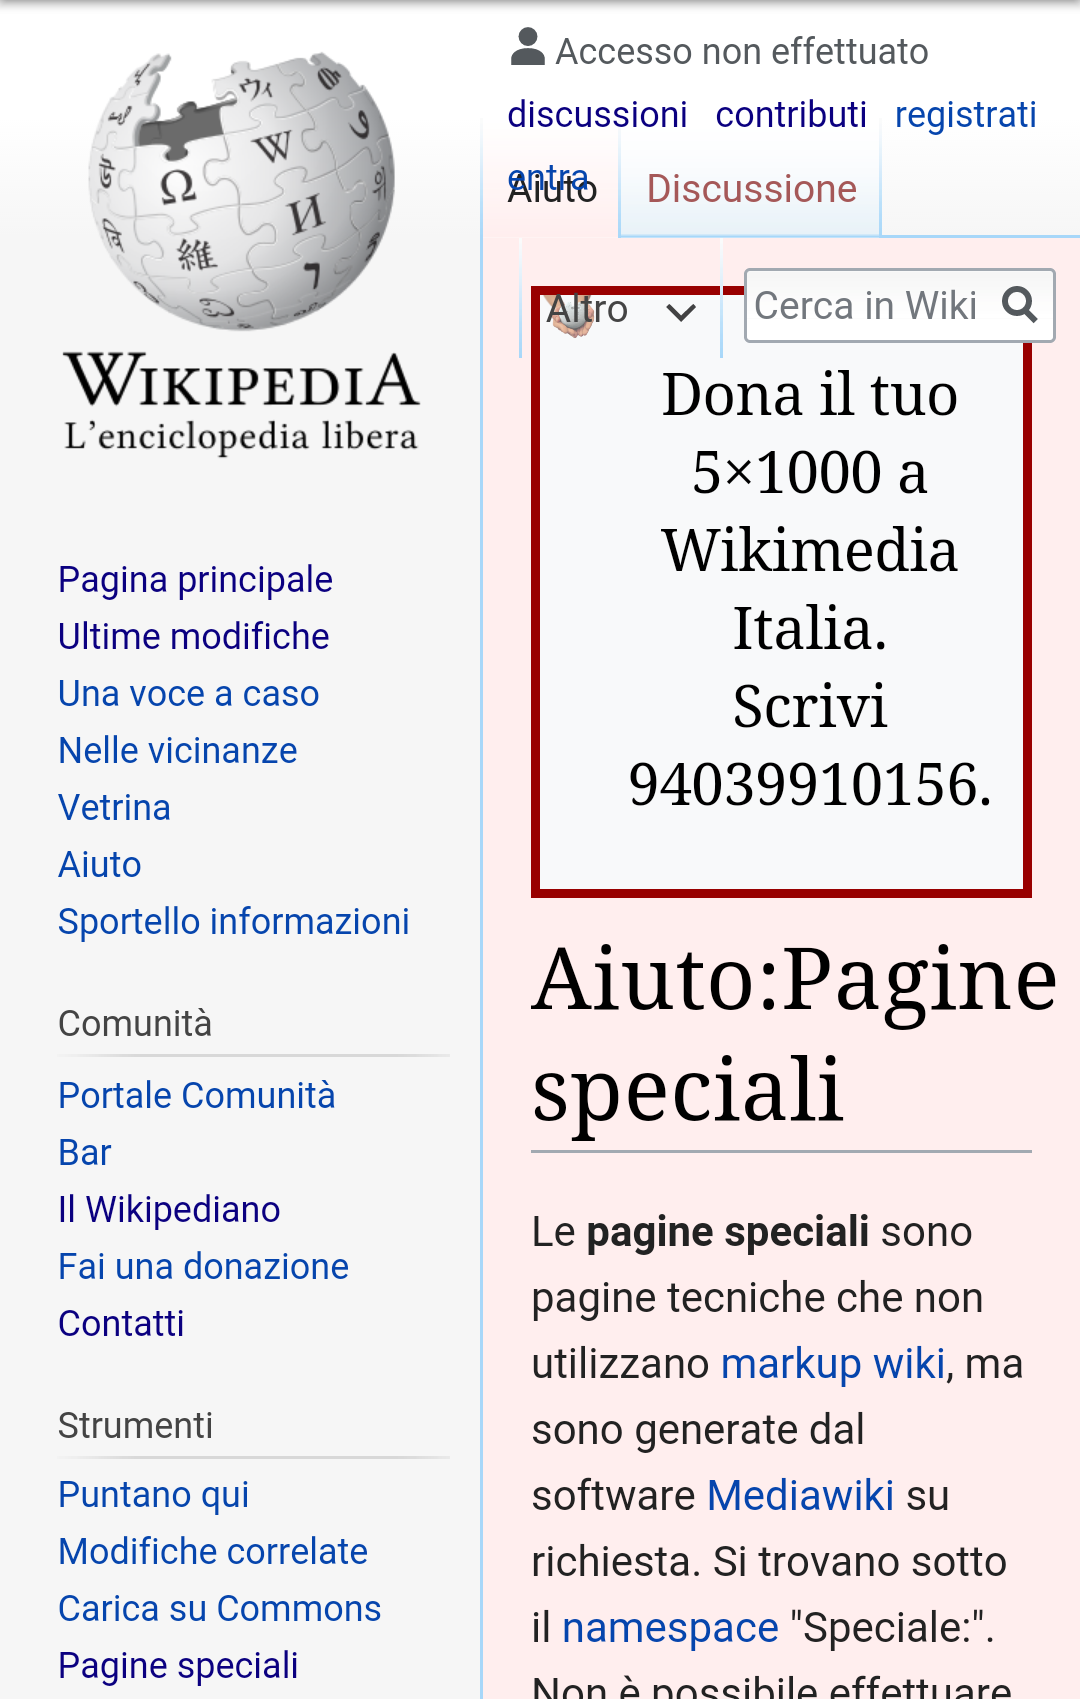 WIKIPEDIA
L'enciclopedia libera
Pagina principale
Ultime modifiche
Una voce a caso
Nelle vicinanze
Vetrina
Aiuto
Sportello informazioni
Comunità
Portale Comunità
Bar
Il Wikipediano
Fai una donazione
Contatti
Strumenti
Puntano qui
Modifiche correlate
Carica su Commons
Pagine speciali
Accesso non effettuato
discussioni contributi registrati
entra
Aiuto Discussione
Altro Cerca in Wiki
Dona il tuo
5×1000 a
Wikimedia
Italia.
Scrivi
94039910156.
Aiuto:Pagine
speciali
Le pagine speciali sono
pagine tecniche che non
utilizzano markup wiki, ma
sono generate dal
software Mediawiki su
richiesta. Si trovano sotto
il namespace "Speciale:".
Non è possibile effettuare